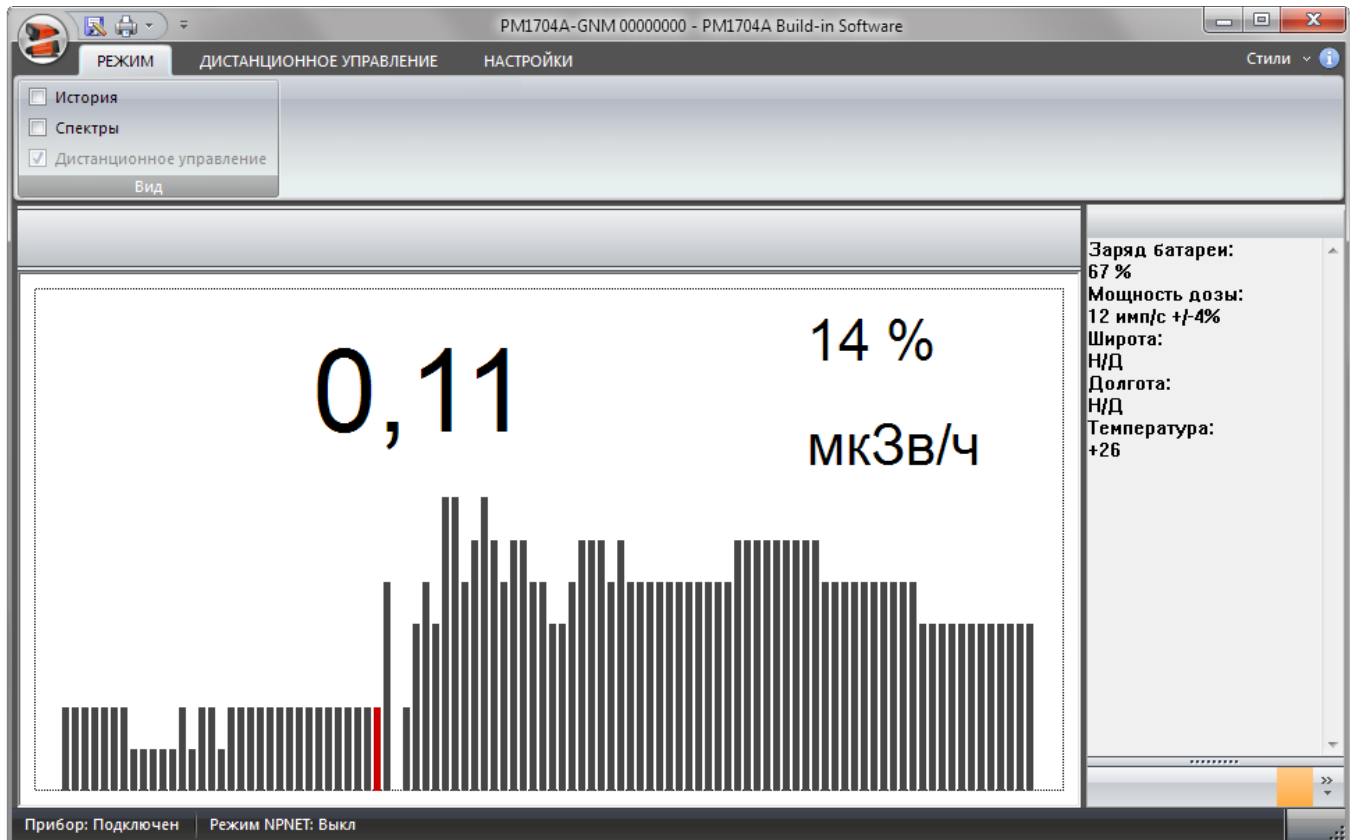 PM1704A-GNM 00000000 - PM1704A Build-in Software
РЕЖИМ
ДИСТАНЦИОННОЕ УПРАВЛЕНИЕ
НАСТРОЙКИ
Стили
История
Спектры
Дистанционное управление
Вид
0,11
14 %
мкЗв/ч
Заряд батареи:
67 %
Мощность дозы:
12 имп/с +/-4%
Широта:
Н/Д
Долгота:
Н/Д
Температура:
+26
Прибор: Подключен
Режим NPNET: Выкл